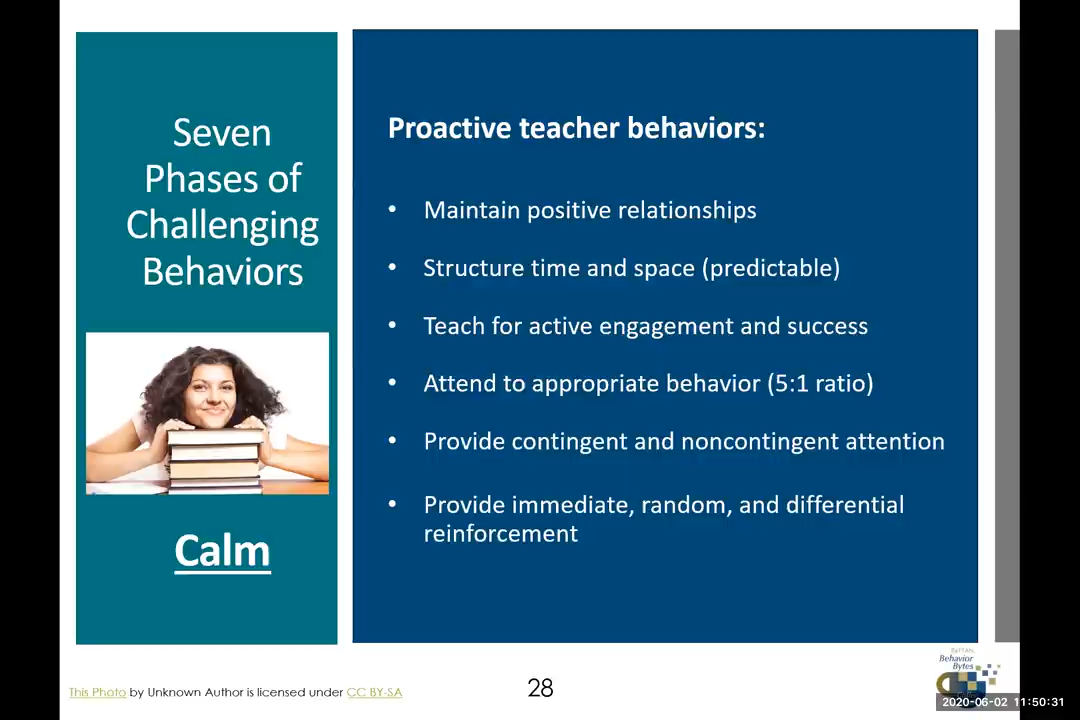 Seven
Phases of
Challenging
Behaviors
Calm
Proactive teacher behaviors:
• Maintain positive relationships
• Structure time and space (predictable)
• Teach for active engagement and success
• Attend to appropriate behavior (5:1 ratio)
• Provide contingent and noncontingent attention
• Provide immediate, random, and differential
reinforcement
This Photo by Unknown Author is licensed under CC BY-SA
28
PaTTAN
Behavior
Bytes
2020-06-02 11:50:31